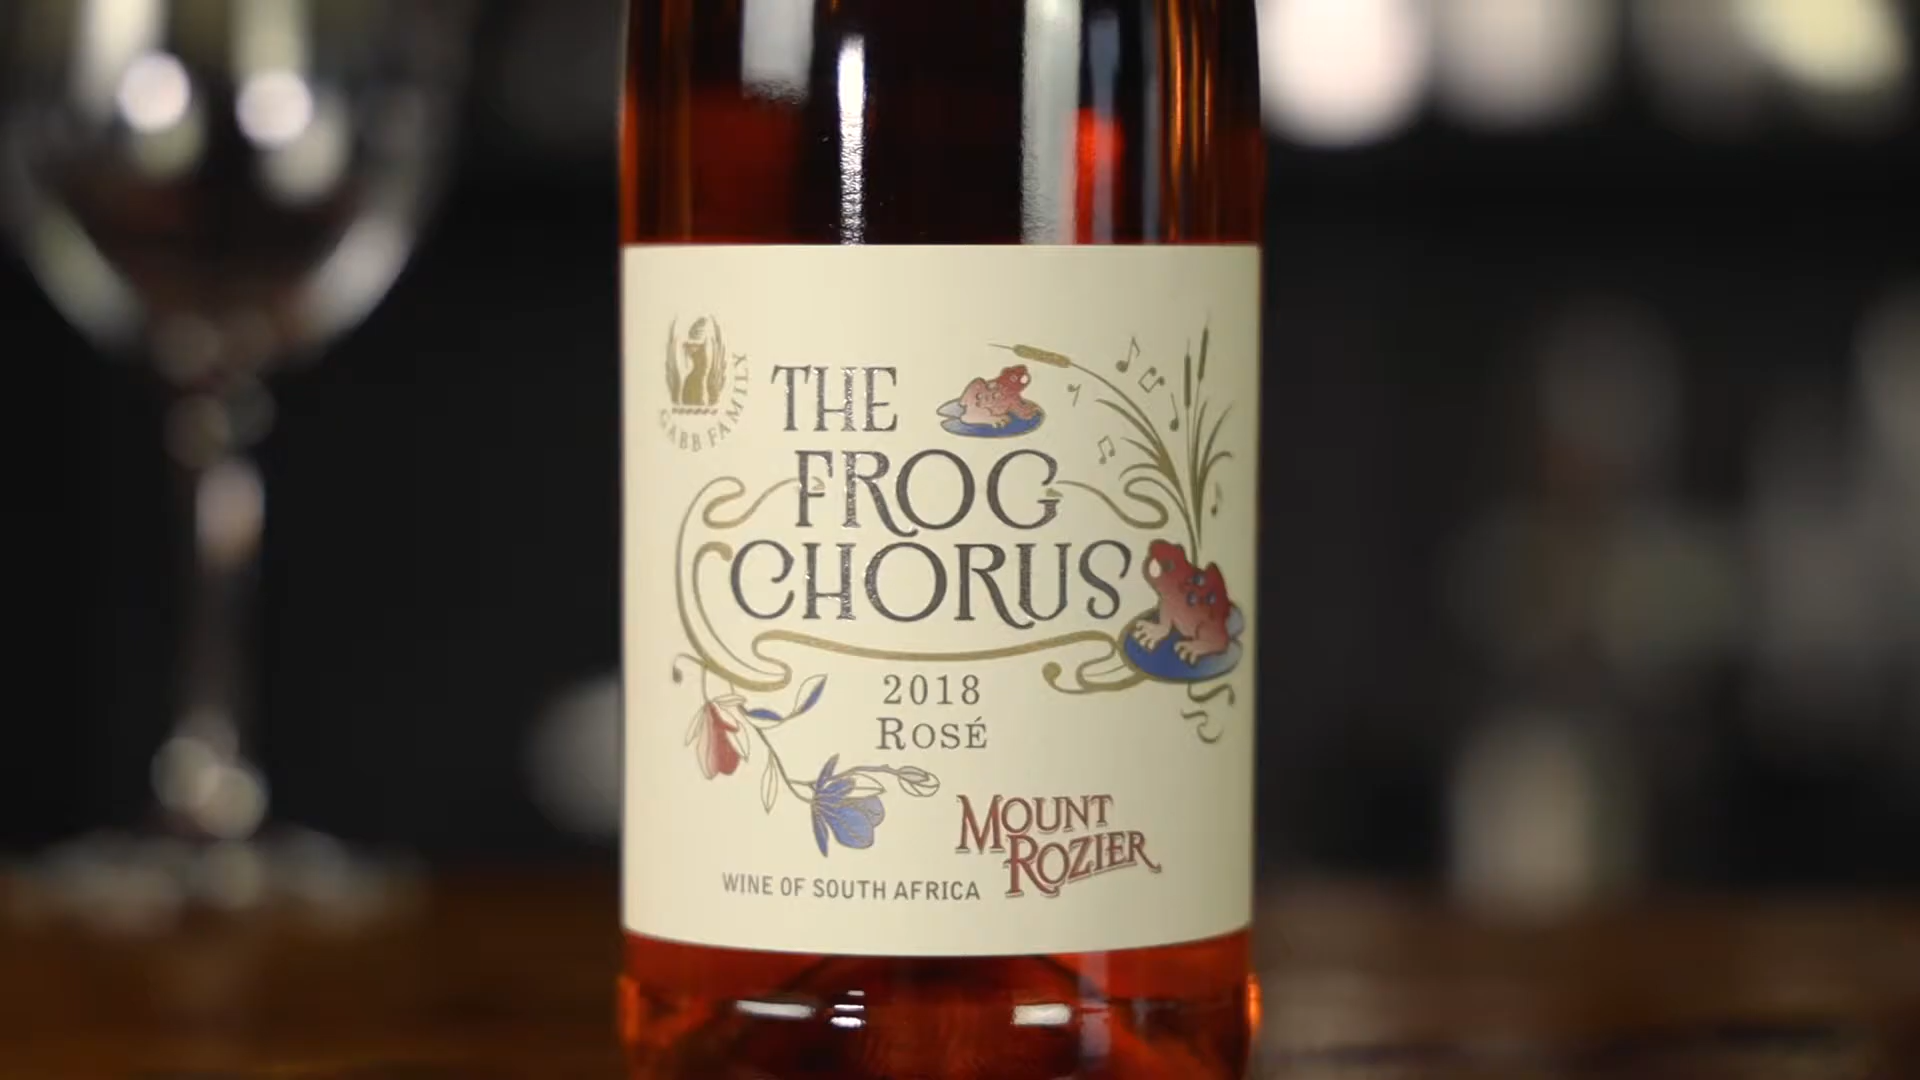 GABB FAMILY
THE
FROG
CHORUS
2018
ROSÉ
MOUNT
ROZIER
WINE OF SOUTH AFRICA